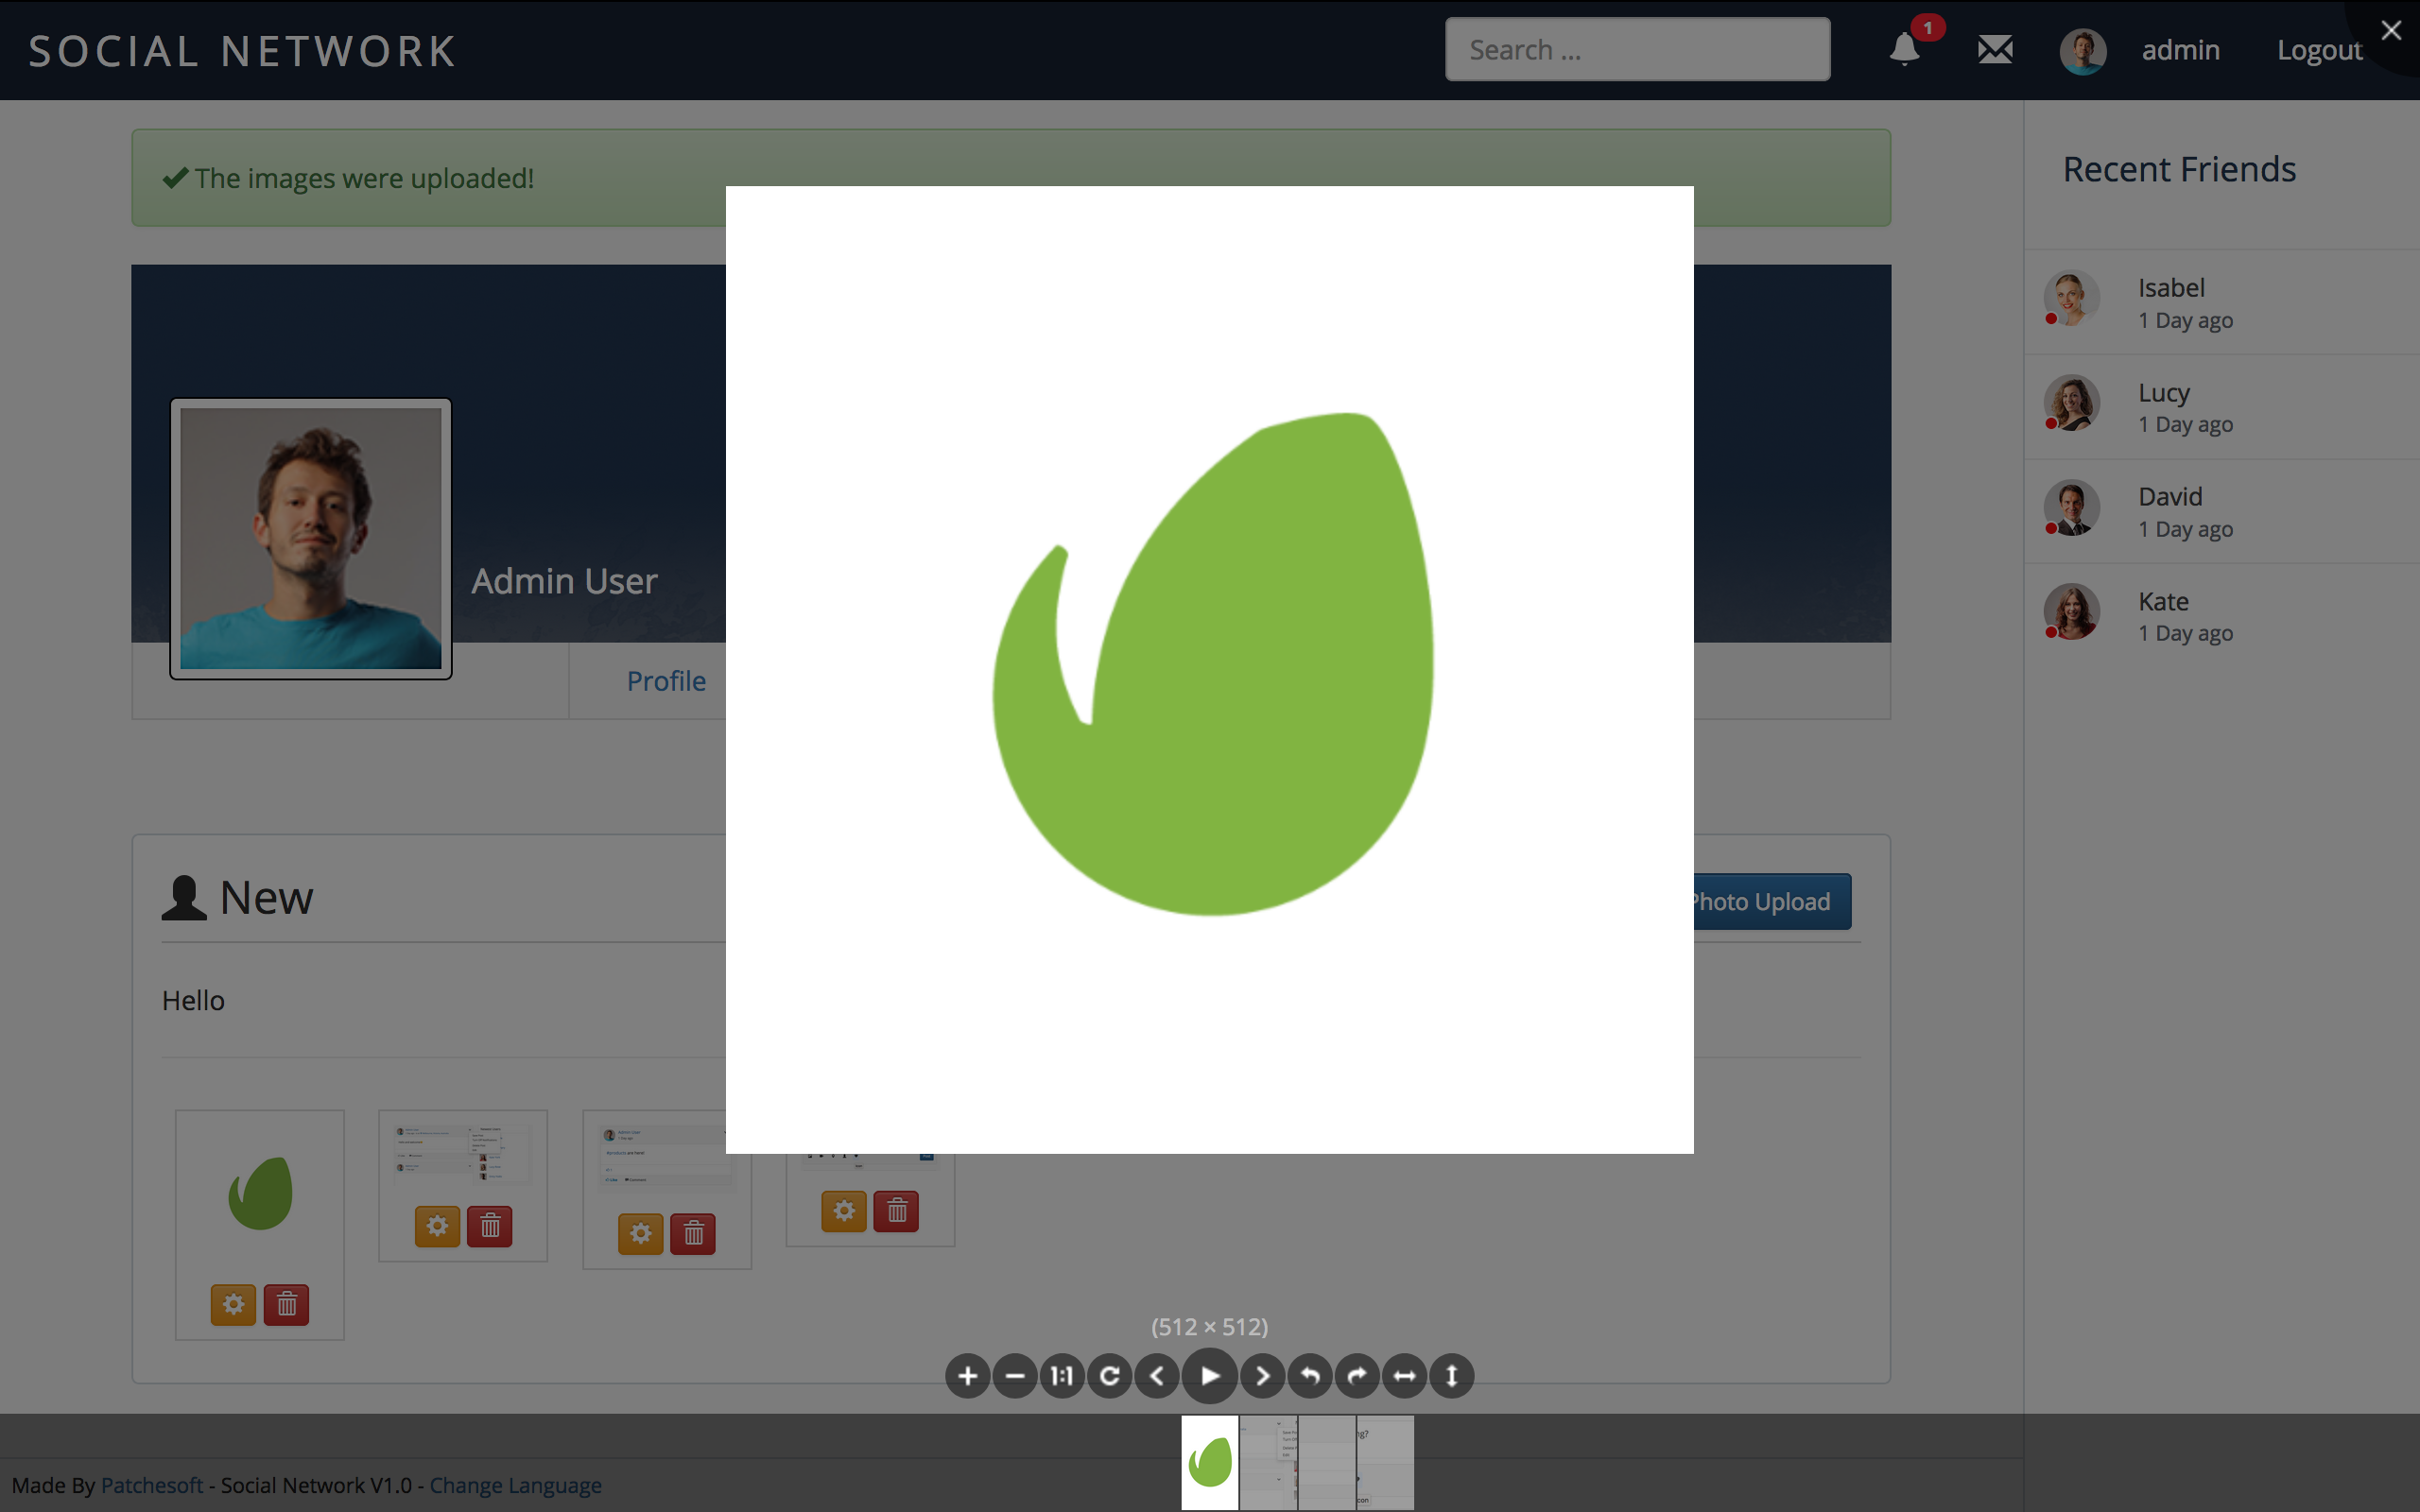 SOCIAL NETWORK
Search ...
1
admin
Logout
The images were uploaded!
Recent Friends
Isabel
1 Day ago
Lucy
1 Day ago
David
1 Day ago
Kate
1 Day ago
Admin User
Profile
New
Photo Upload
Hello
(512 × 512)
1:1
Made By Patchesoft - Social Network V1.0 - Change Language